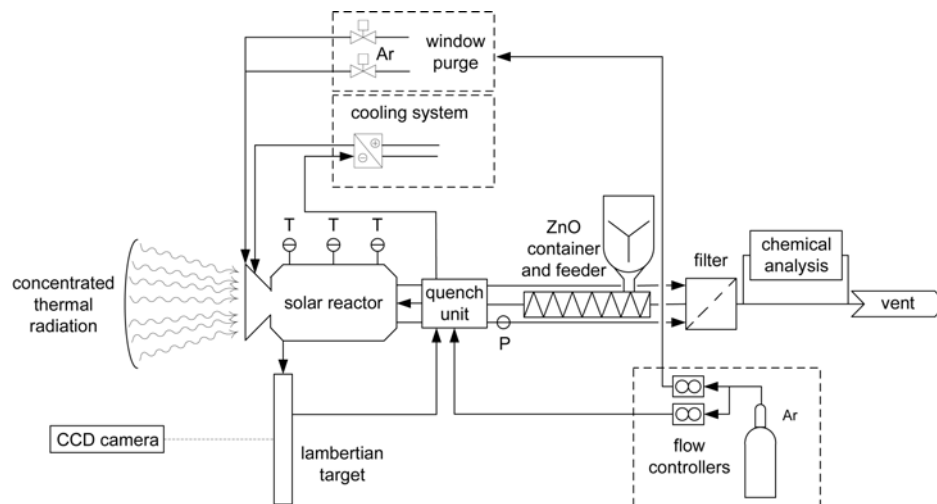 window
purge
Ar
cooling system
T T T
ZnO
container
and feeder
chemical
analysis
filter
concentrated
thermal
radiation
solar reactor
quench
unit
vent
P
Ar
flow
controllers
CCD camera
lambertian
target